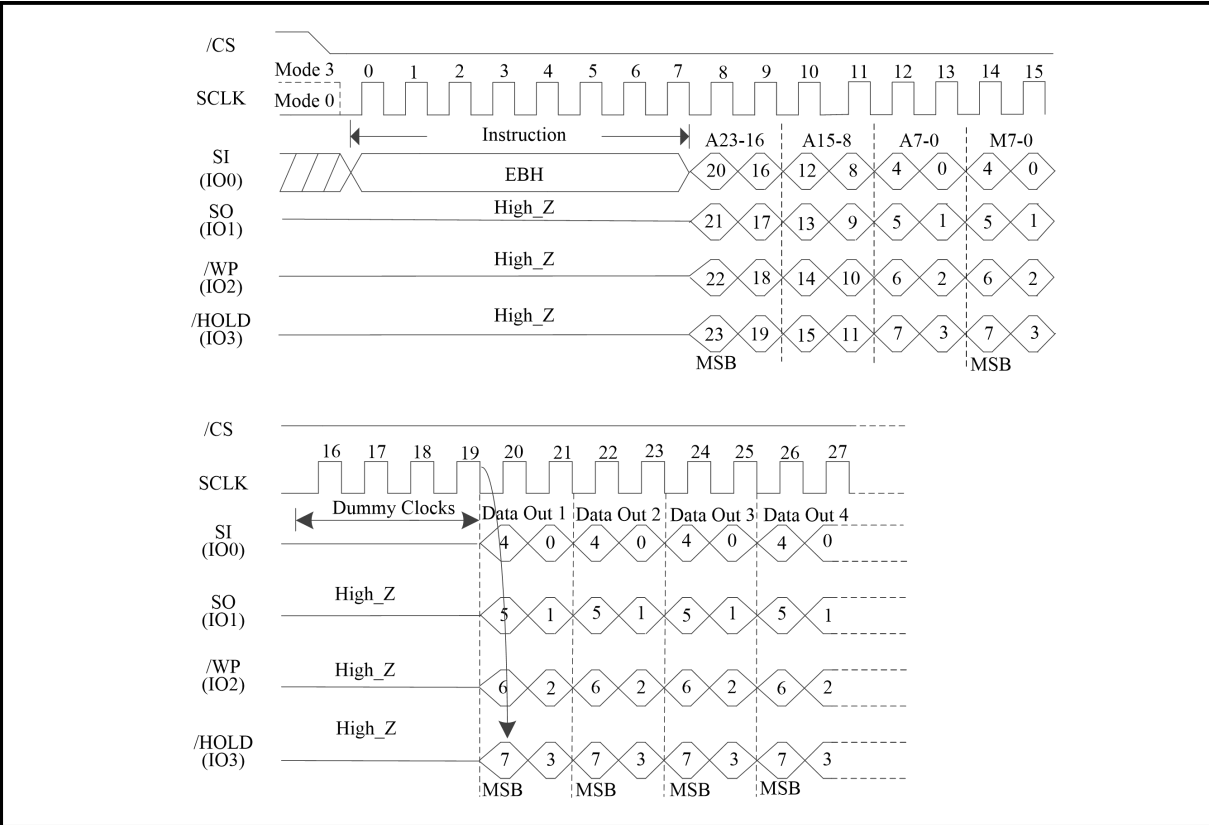 /CS
Mode 3 0 1 2 3 4 5 6 7 8 9 10 11 12 13 14 15
SCLK Mode 0
Instruction A23-16 A15-8 A7-0 M7-0
SI
(IO0) EBH 20 16 12 8 4 0 4 0
SO
(IO1) High_Z 21 17 13 9 5 1 5 1
/WP
(IO2) High_Z 22 18 14 10 6 2 6 2
/HOLD
(IO3) High_Z 23 19 15 11 7 3 7 3
MSB MSB
/CS
16 17 18 19 20 21 22 23 24 25 26 27
SCLK
Dummy Clocks Data Out 1 Data Out 2 Data Out 3 Data Out 4
SI
(IO0) 4 0 4 0 4 0 4 0
SO
(IO1) High_Z 5 1 5 1 5 1 5 1
/WP
(IO2) High_Z 6 2 6 2 6 2 6 2
/HOLD
(IO3) High_Z 7 3 7 3 7 3 7 3
MSB MSB MSB MSB